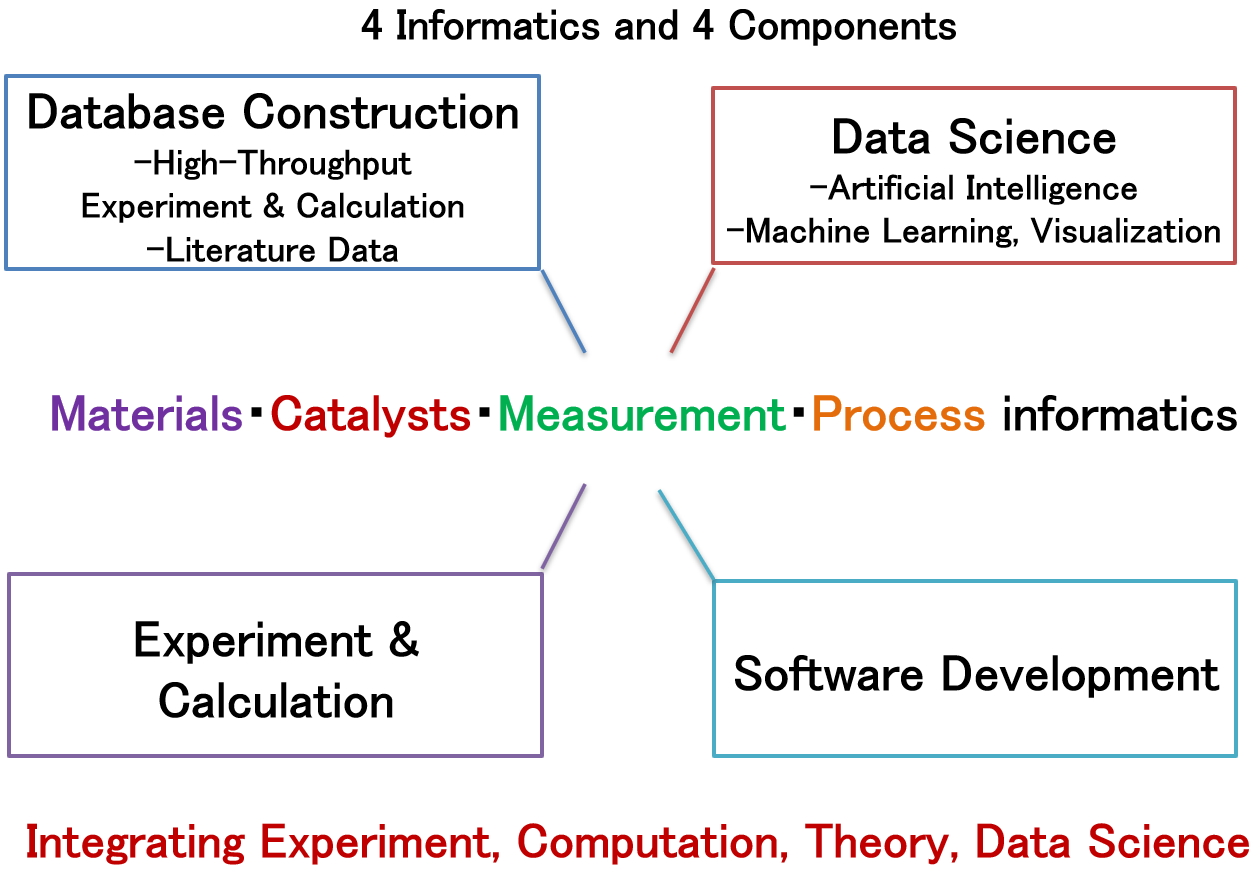 4 Informatics and 4 Components
Database Construction
-High-Throughput
Experiment & Calculation
-Literature Data
Data Science
-Artificial Intelligence
-Machine Learning, Visualization
Materials・Catalysts・Measurement・Process informatics
Experiment &
Calculation
Software Development
Integrating Experiment, Computation, Theory, Data Science